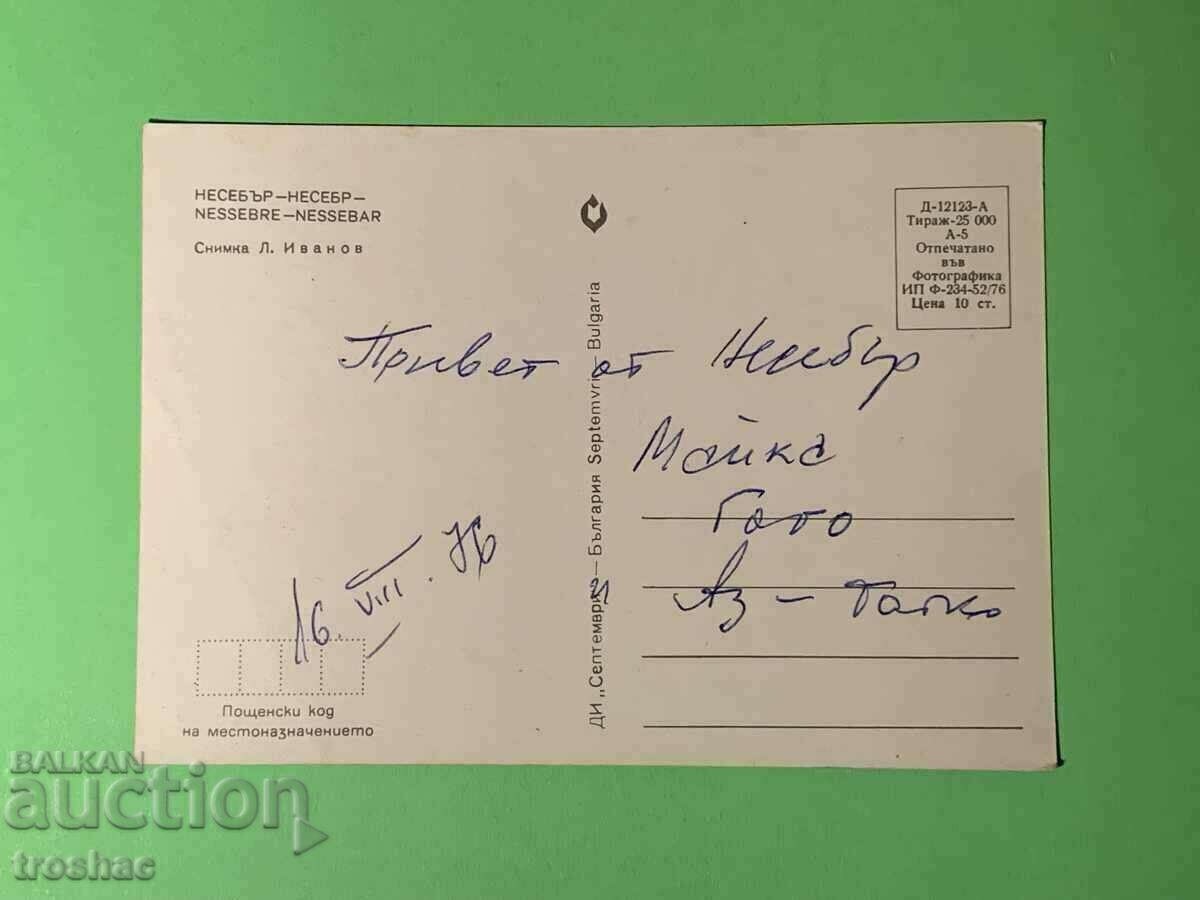 НЕСЕБЪР—НЕСЕБР—
NESSEBRE—NESSEBAR
Снимка Л. Иванов
Д-12123-А
Тираж-25 000
А-5
Отпечатано
във
Фотографика
ИП Ф-234-52/76
Цена 10 ст.
Привет от Несебър
Майка
Гото
и Аз – Татко
16. VIII. 76
ДИ „Септември" — България Septemvri — Bulgaria
Пощенски код
на местоназначението
BALKAN
auction
troshac